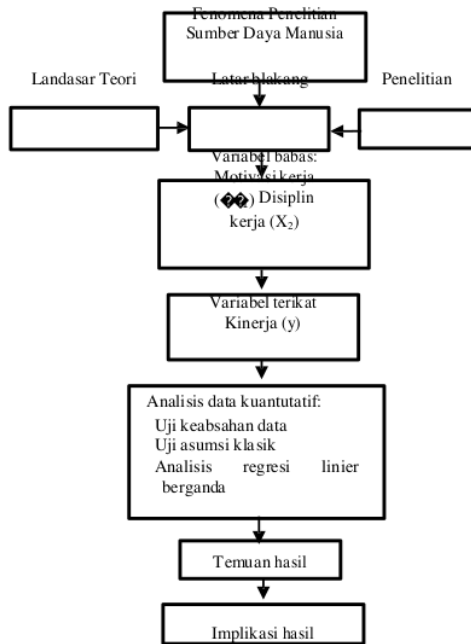 Fenomena Penelitian
Sumber Daya Manusia
Landasar Teori
Latar blakang
Penelitian
Variabel babas:
Motivasi kerja
(��) Disiplin
kerja (X₂)
Variabel terikat
Kinerja (y)
Analisis data kuantutatif:
Uji keabsahan data
Uji asumsi klasik
Analisis regresi linier
berganda
Temuan hasil
Implikasi hasil